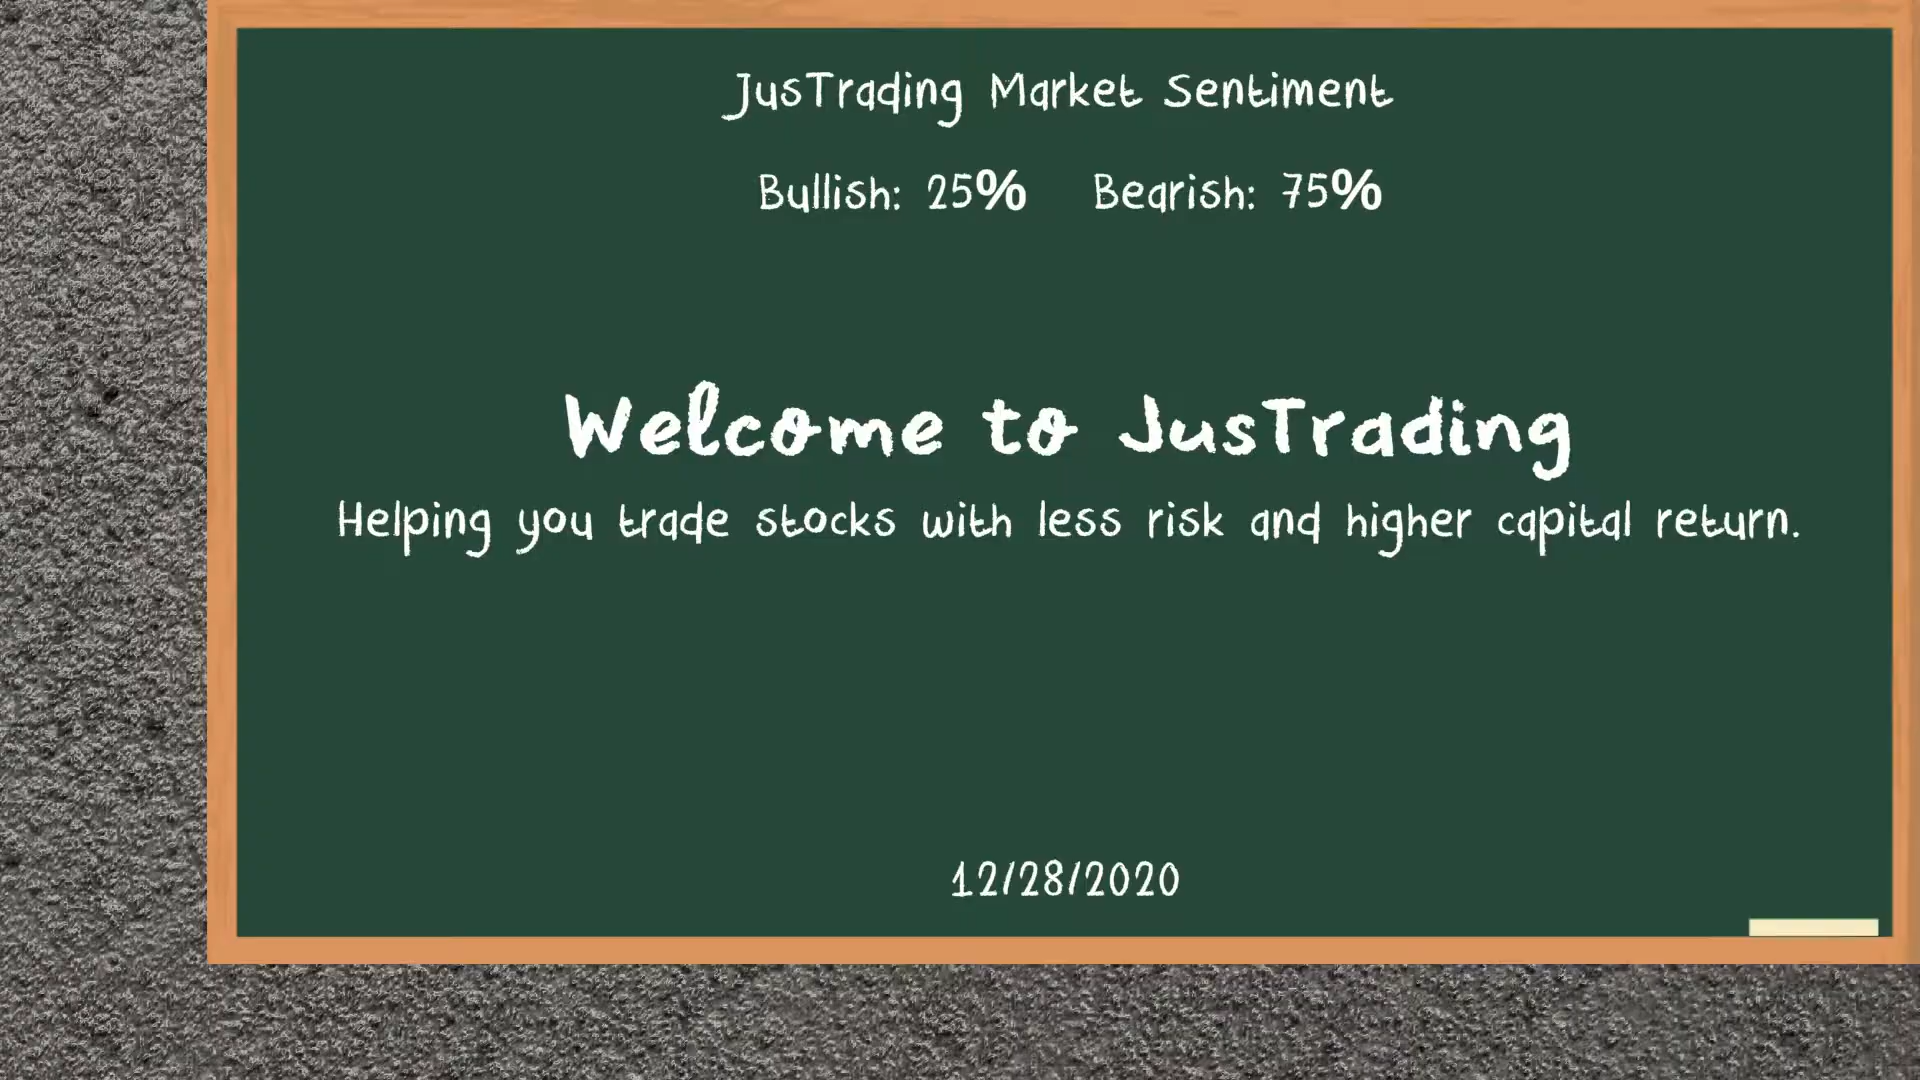 JusTrading Market Sentiment
Bullish: 25% Bearish: 75%
Welcome to JusTrading
Helping you trade stocks with less risk and higher capital return.
12/28/2020